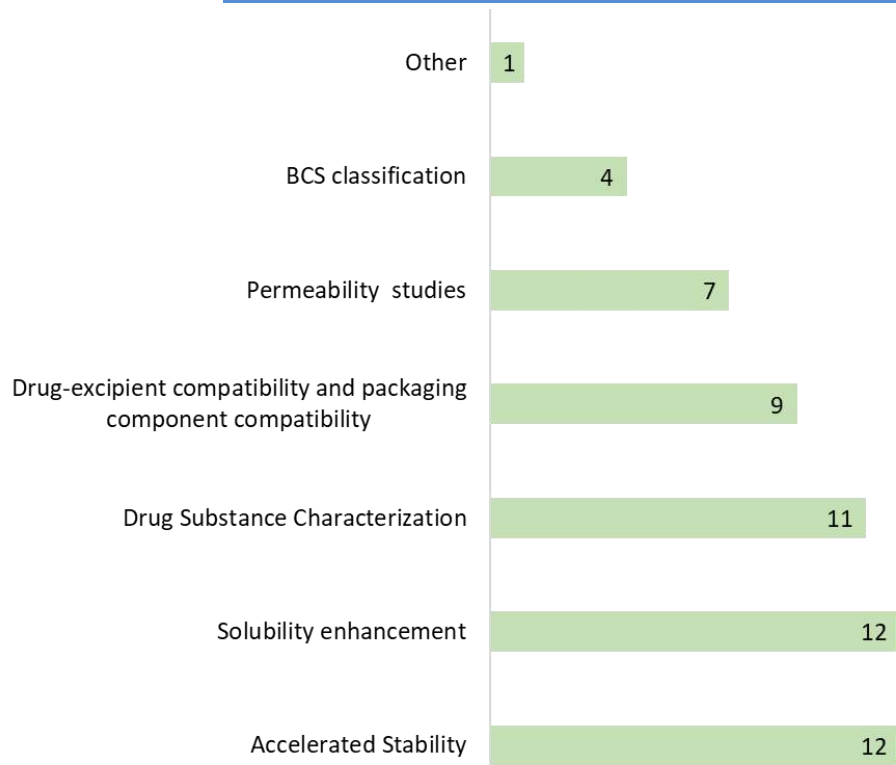 Other
1
BCS classification
4
Permeability  studies
7
Drug-excipient compatibility and packaging
component compatibility
9
Drug Substance Characterization
11
Solubility enhancement
12
Accelerated Stability
12